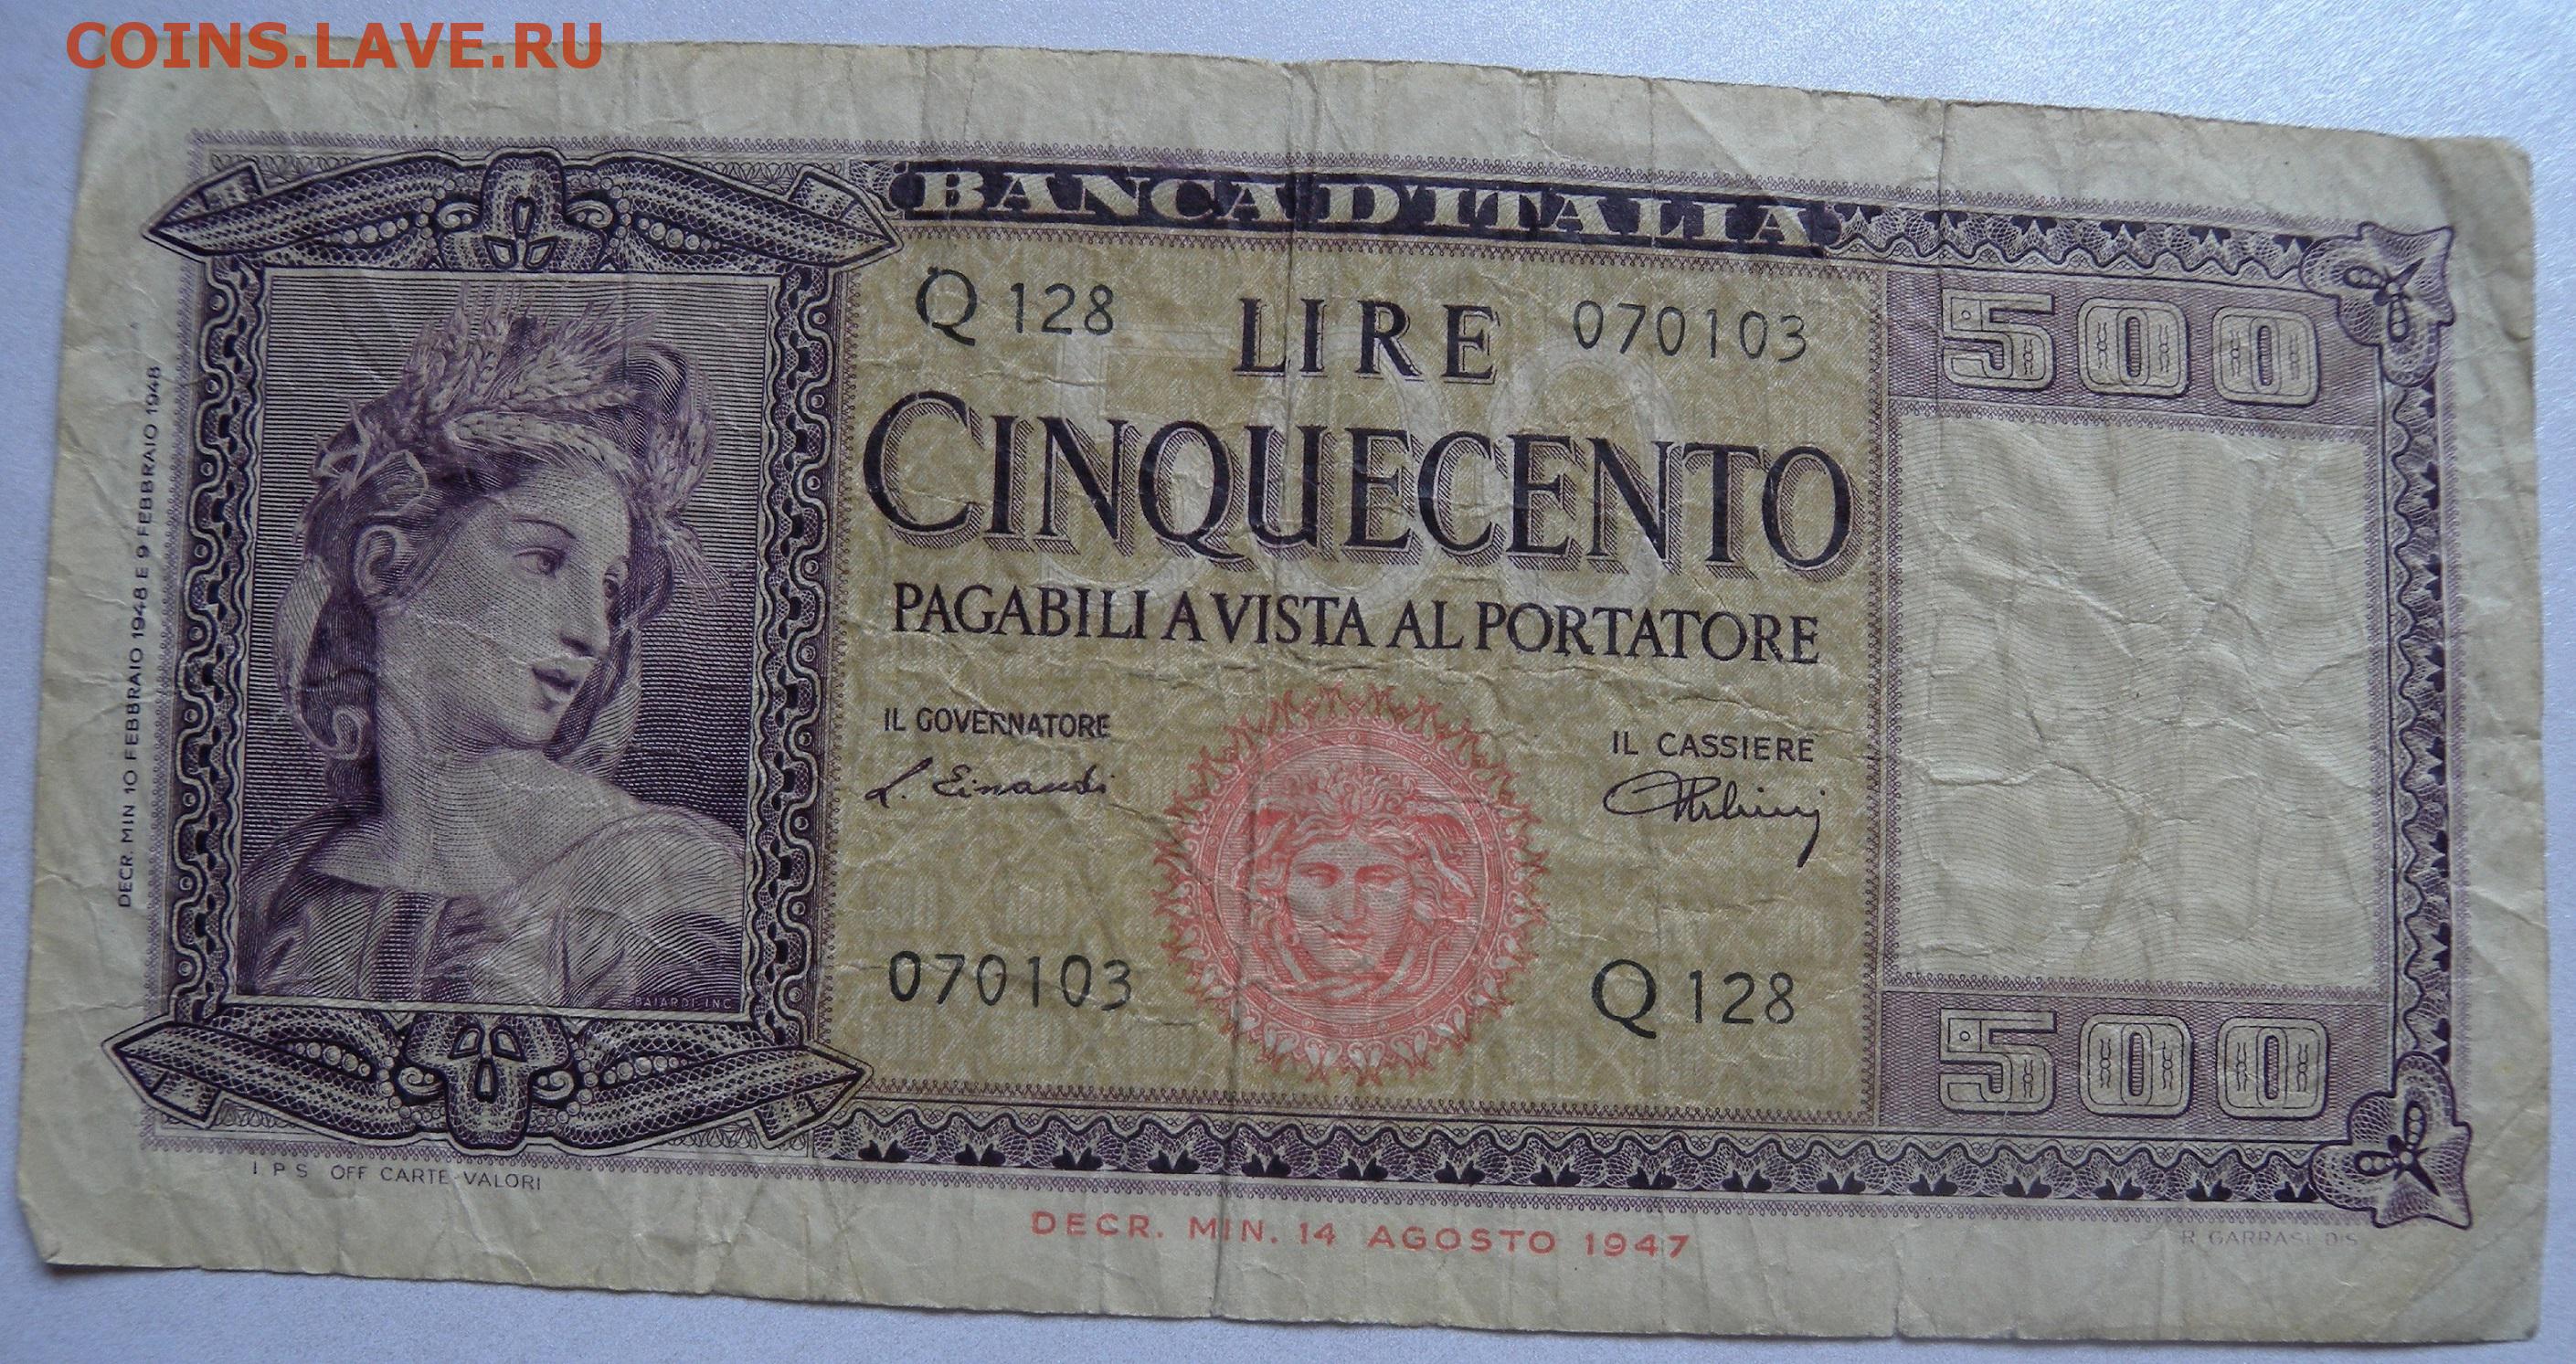 COINS.LAVE.RU
BANCA D'ITALIA
Q 128
LIRE
070103
500
CINQUECENTO
PAGABILI A VISTA AL PORTATORE
IL GOVERNATORE
L. Einaudi
IL CASSIERE
070103
Q 128
500
BAIARDI INC
DECR. MIN 10 FEBBRAIO 1948 E 9 FEBBRAIO 1948
I P S OFF CARTE-VALORI
DECR. MIN. 14 AGOSTO 1947
R. GARRASI DIS